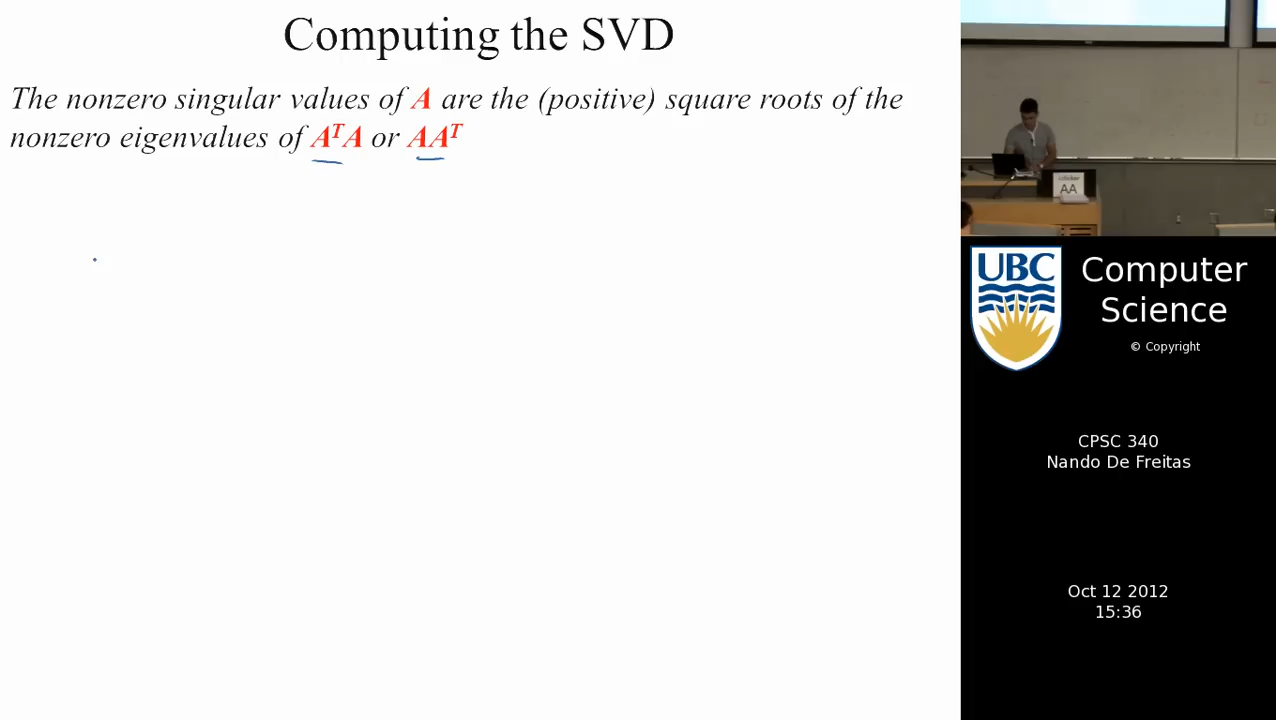 Computing the SVD
The nonzero singular values of A are the (positive) square roots of the
nonzero eigenvalues of AᵀA or AAᵀ
AA
UBC
Computer
Science
© Copyright
CPSC 340
Nando De Freitas
Oct 12 2012
15:36